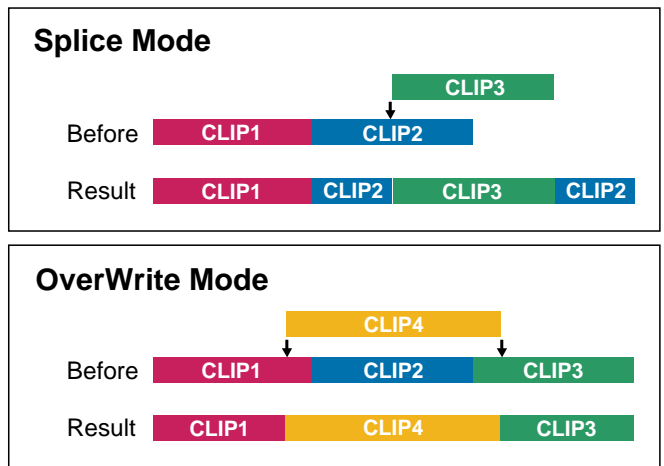 Splice Mode
CLIP3
Before CLIP1 CLIP2
Result CLIP1 CLIP2 CLIP3 CLIP2
OverWrite Mode
CLIP4
Before CLIP1 CLIP2 CLIP3
Result CLIP1 CLIP4 CLIP3